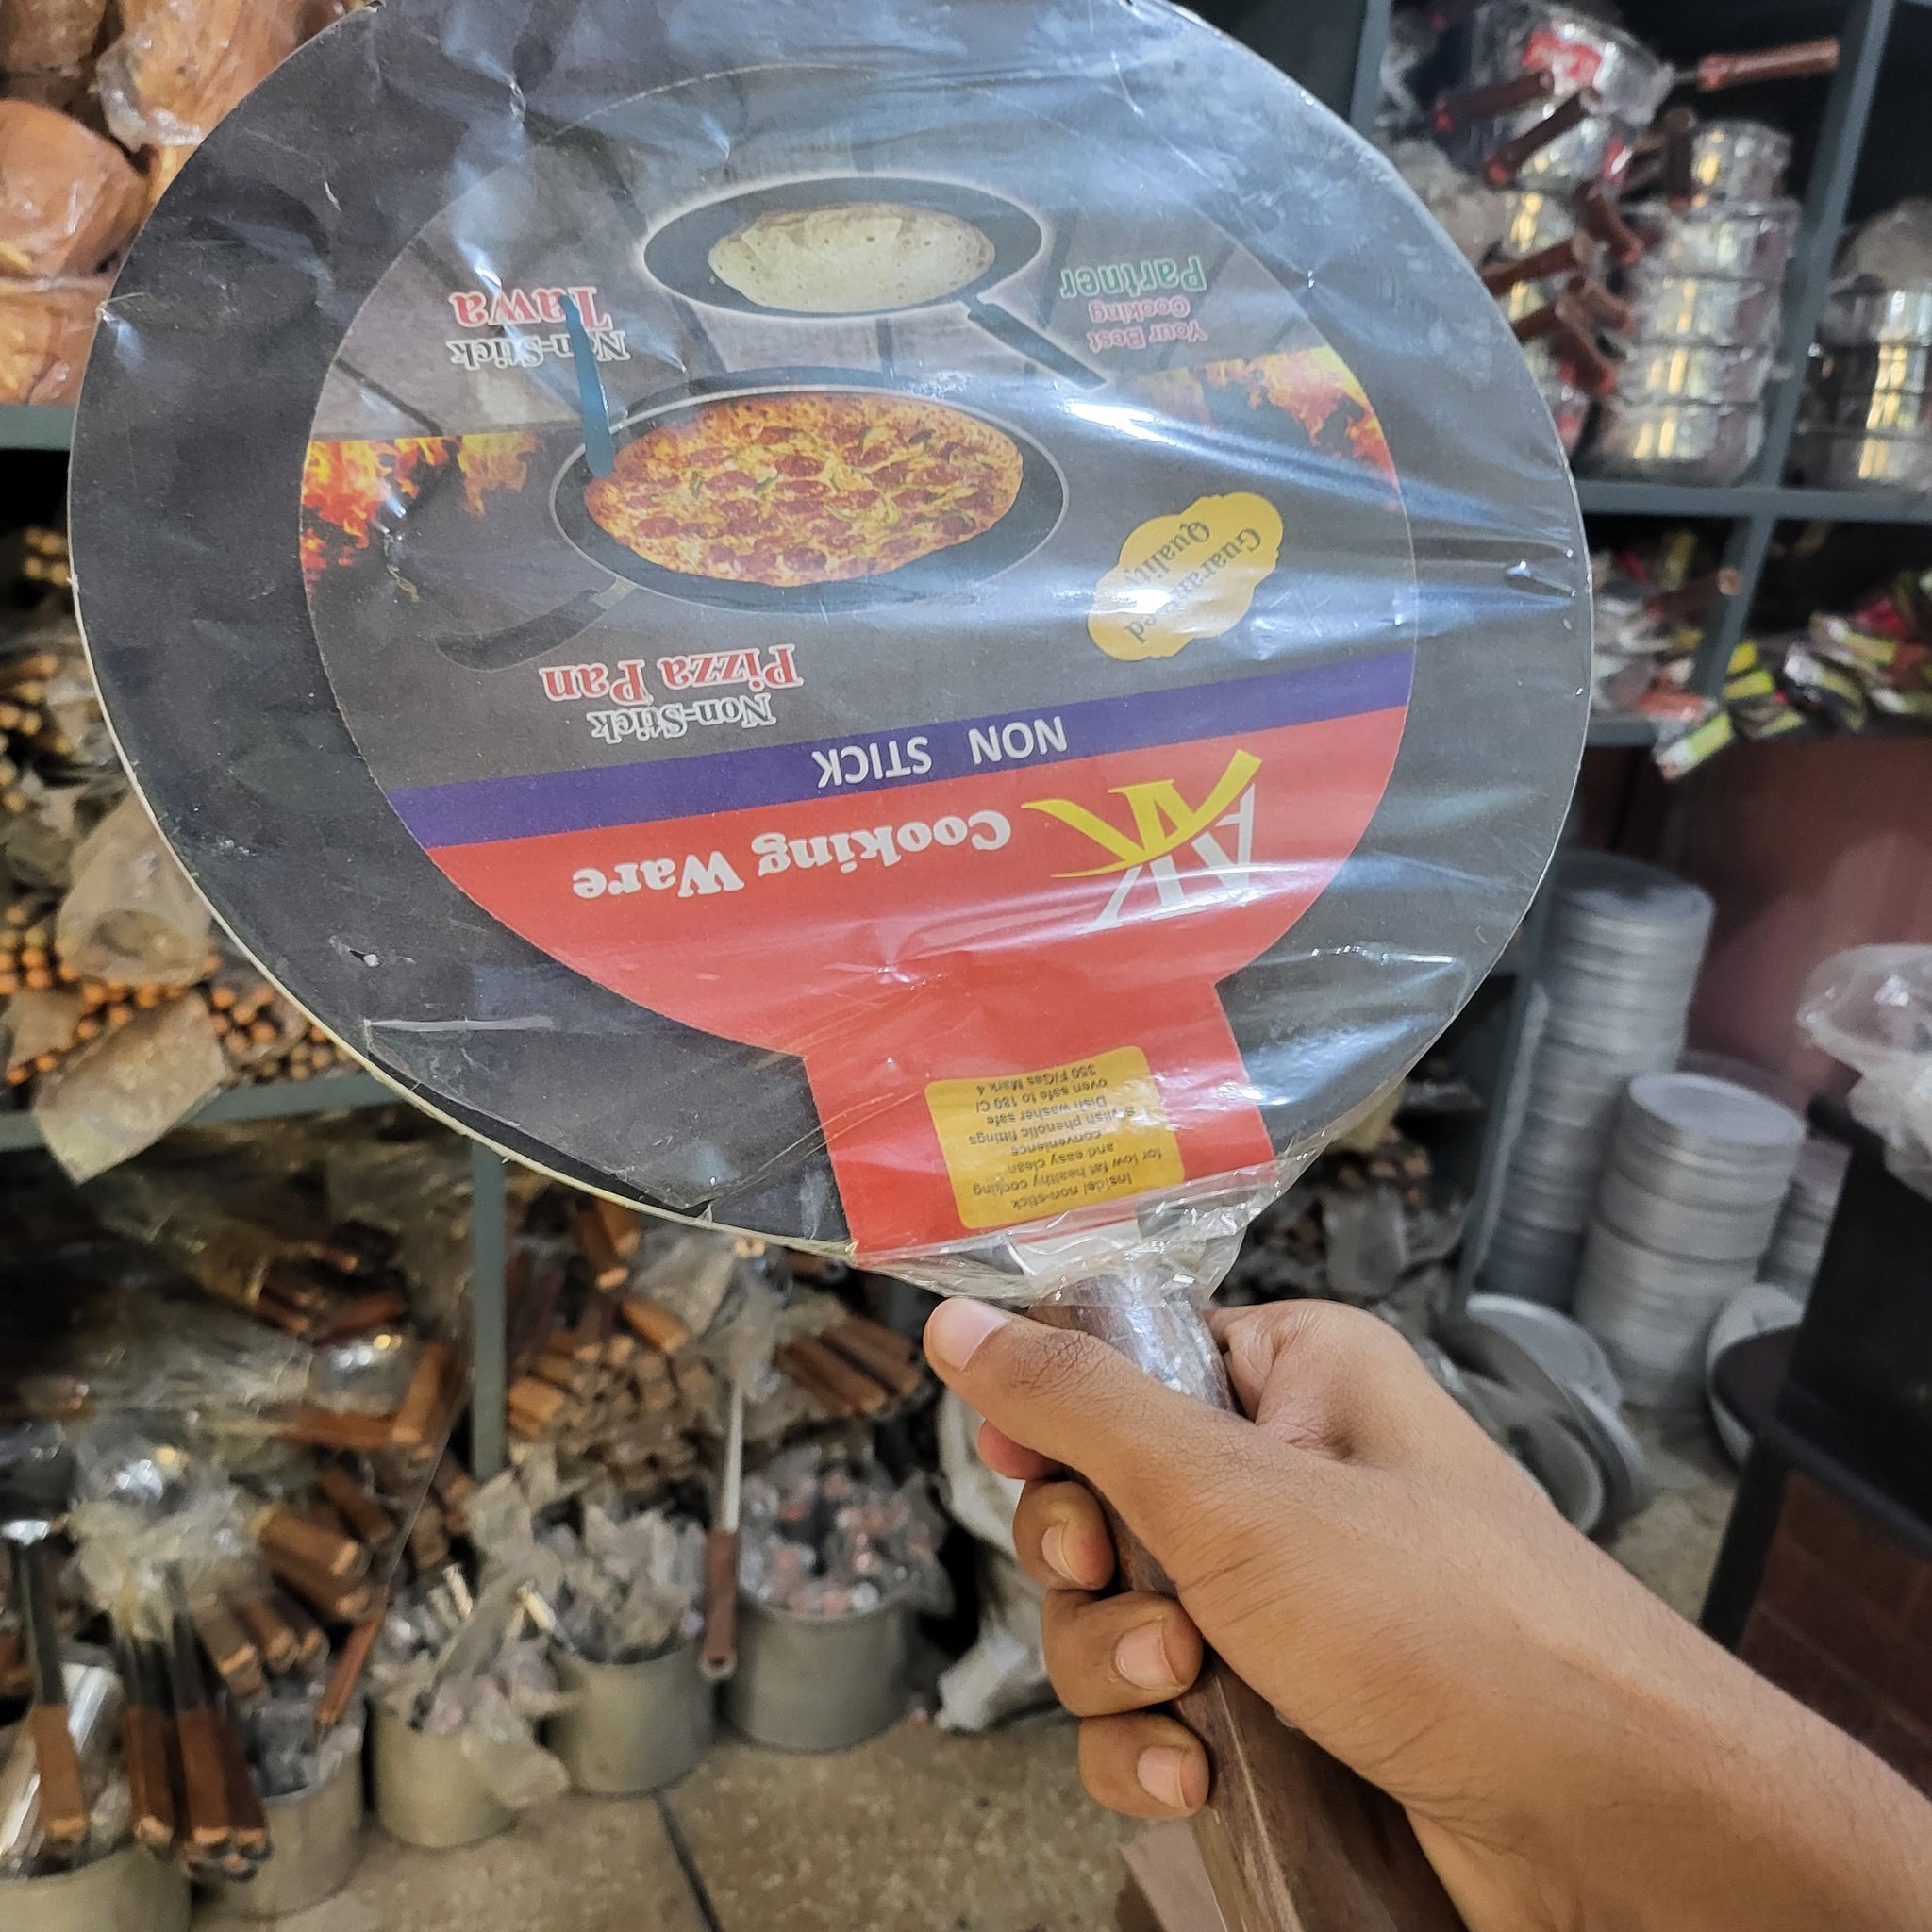 Inside/ non-stick
for low fat healthy cooking
and easy clean
convenience
Stylish phenolic fittings
Dish washer safe
oven safe to 180 C/
350 F/Gas Mark 4
AK
Cooking Ware
NON STICK
Non-Stick
Pizza Pan
Guaranteed
Quality
Your Best
Cooking
Partner
Non-Stick
Tawa